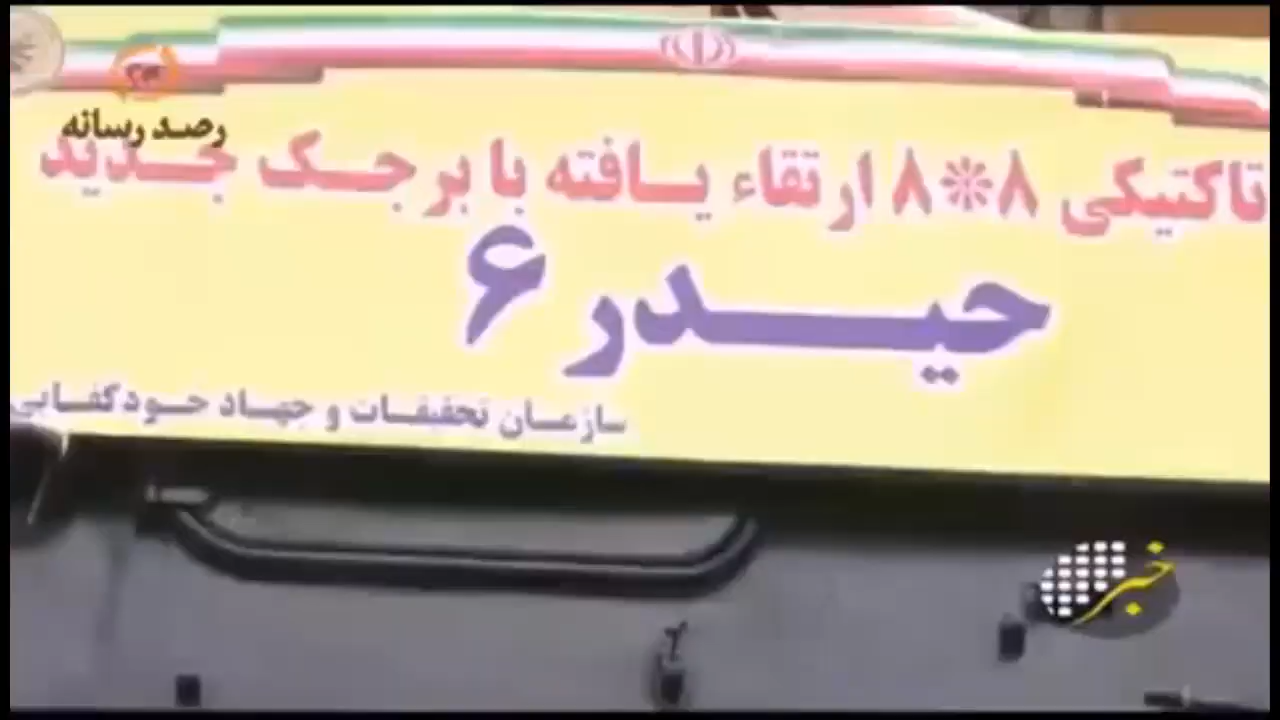 رصد رسانه
تاکتیکی ۸*۸ ارتقاء یافته با برجک جدید
حیدر ۶
سازمان تحقیقات و جهاد خودکفایی
خبر